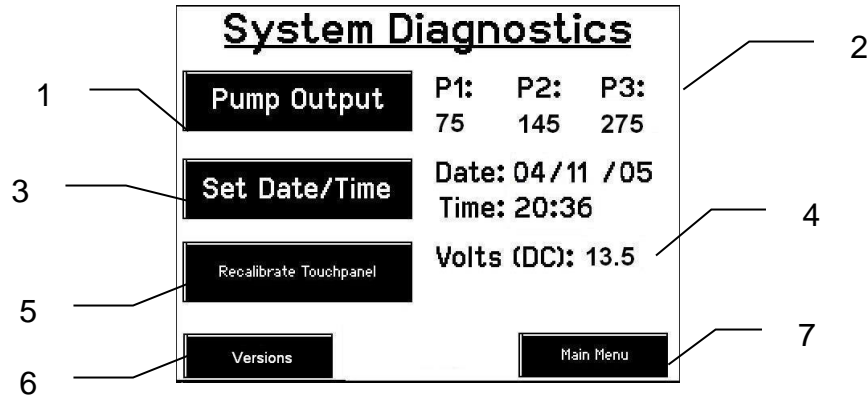 System Diagnostics
2
1
Pump Output
P1: P2: P3:
75 145 275
3
Set Date/Time
Date: 04/11 /05
Time: 20:36
4
Recalibrate Touchpanel
Volts (DC): 13.5
5
Versions
Main Menu
7
6